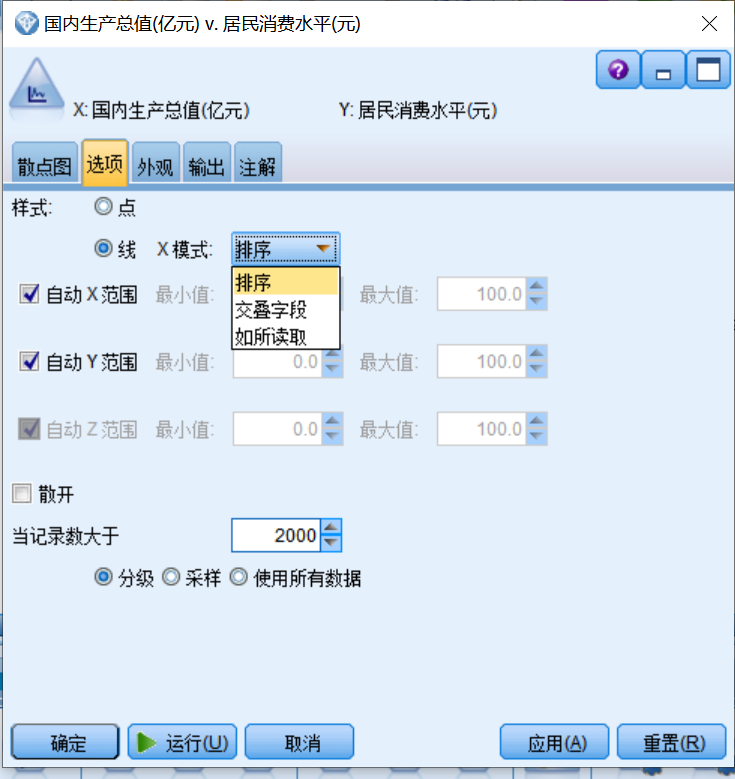 国内生产总值(亿元) v. 居民消费水平(元)
X: 国内生产总值(亿元) Y: 居民消费水平(元)
散点图 选项 外观 输出 注解
样式: 点
线 X 模式: 排序
排序
交叠字段
如所读取
自动 X 范围 最小值: 最大值: 100.0
自动 Y 范围 最小值: 0.0 最大值: 100.0
自动 Z 范围 最小值: 0.0 最大值: 100.0
散开
当记录数大于 2000
分级 采样 使用所有数据
确定 运行(U) 取消 应用(A) 重置(R)